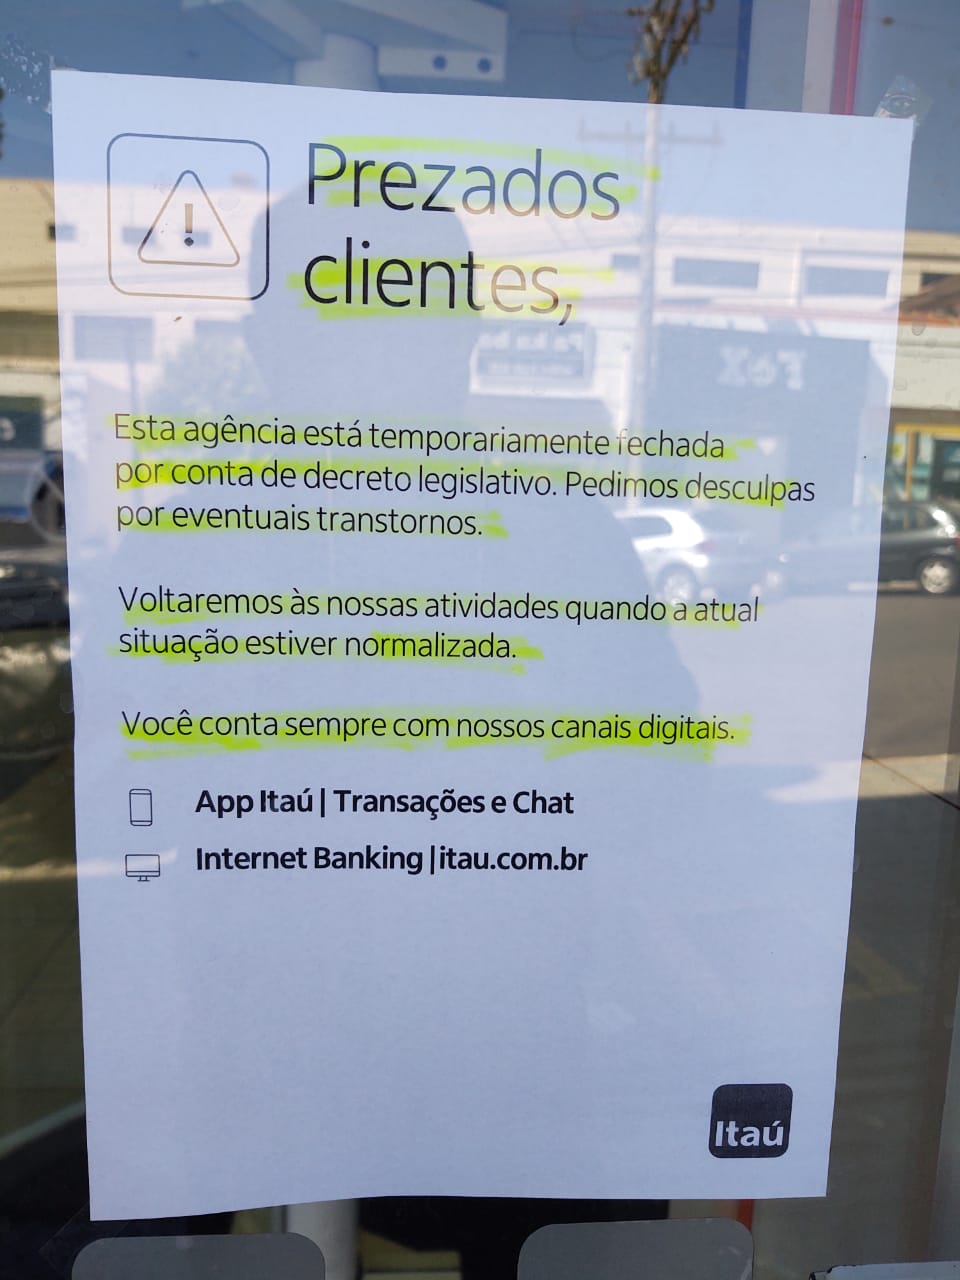 Prezados
clientes,
Esta agência está temporariamente fechada
por conta de decreto legislativo. Pedimos desculpas
por eventuais transtornos.
Voltaremos às nossas atividades quando a atual
situação estiver normalizada.
Você conta sempre com nossos canais digitais.
App Itaú | Transações e Chat
Internet Banking | itau.com.br
Itaú